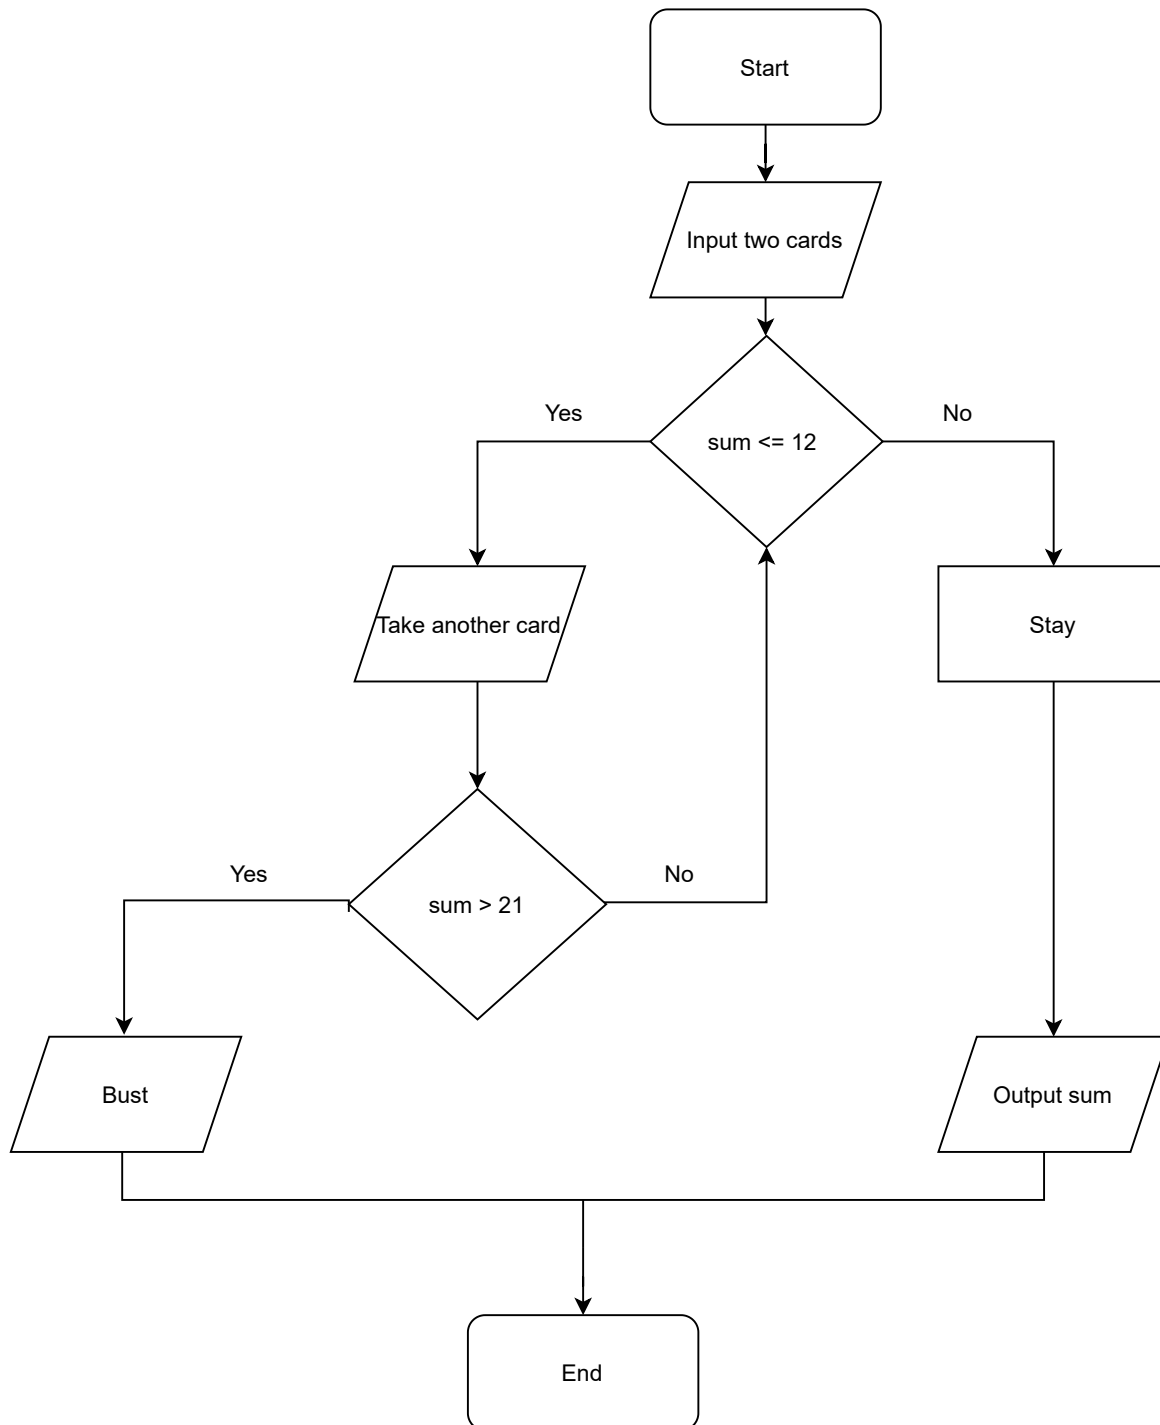 Start
Input two cards
Yes
No
sum <= 12
Take another card
Stay
Yes
No
sum > 21
Bust
Output sum
End